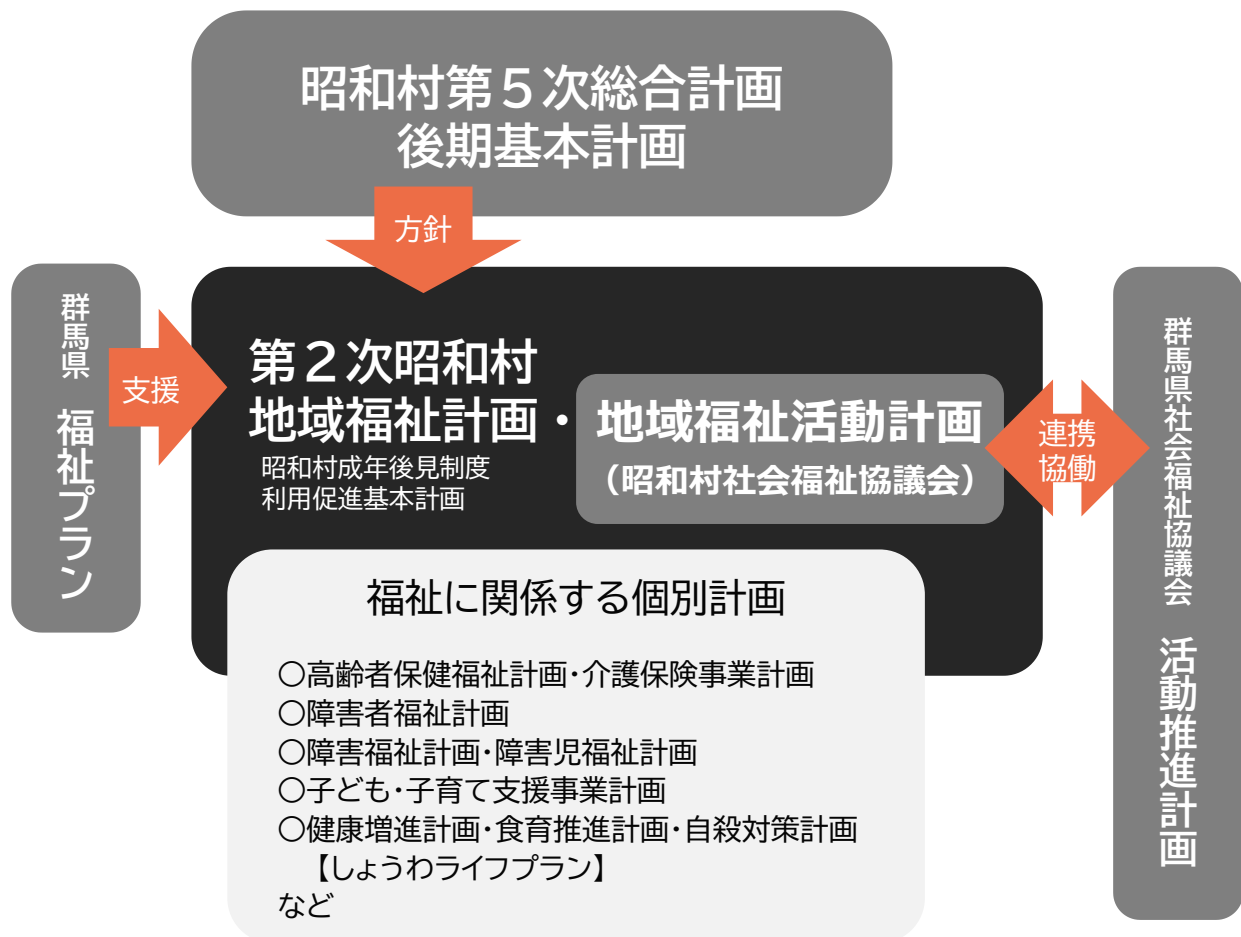 昭和村第５次総合計画
後期基本計画
方針
群馬県 福祉プラン
支援
第２次昭和村
地域福祉計画・
昭和村成年後見制度
利用促進基本計画
地域福祉活動計画
（昭和村社会福祉協議会）
連携
協働
群馬県社会福祉協議会 活動推進計画
福祉に関係する個別計画
〇高齢者保健福祉計画・介護保険事業計画
〇障害者福祉計画
〇障害福祉計画・障害児福祉計画
〇子ども・子育て支援事業計画
〇健康増進計画・食育推進計画・自殺対策計画
【しょうわライフプラン】
など